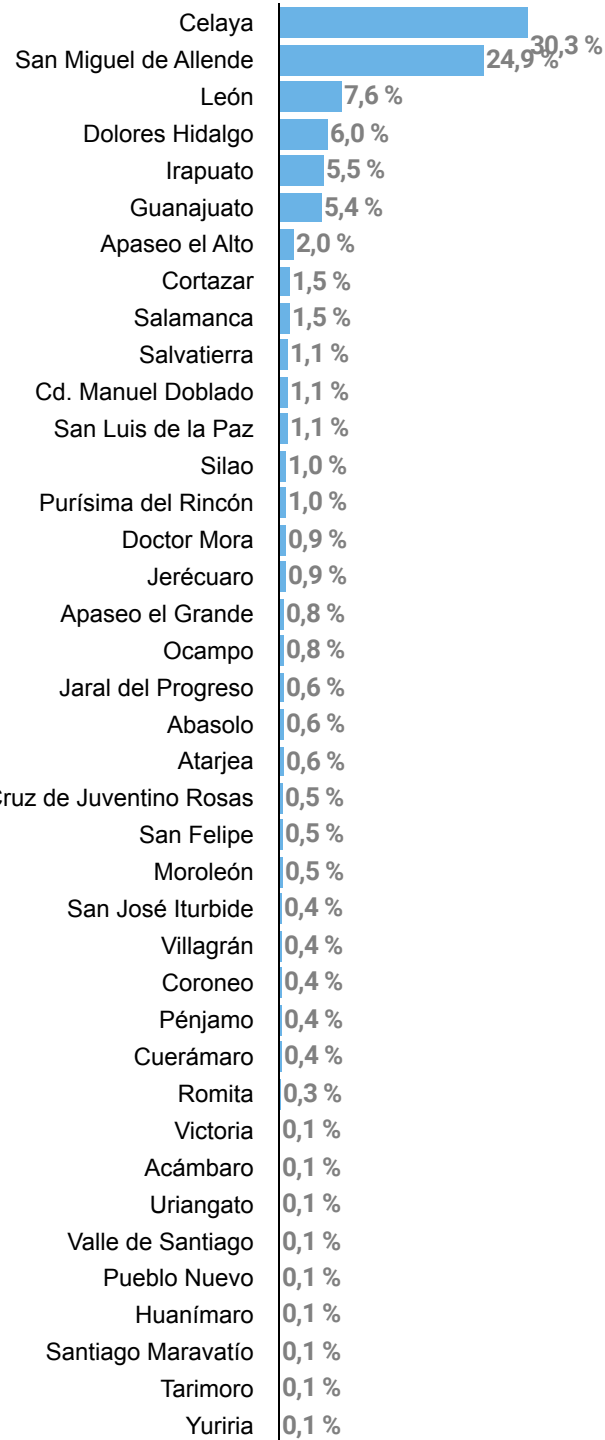 Celaya 30,3 %
San Miguel de Allende 24,9 %
León 7,6 %
Dolores Hidalgo 6,0 %
Irapuato 5,5 %
Guanajuato 5,4 %
Apaseo el Alto 2,0 %
Cortazar 1,5 %
Salamanca 1,5 %
Salvatierra 1,1 %
Cd. Manuel Doblado 1,1 %
San Luis de la Paz 1,1 %
Silao 1,0 %
Purísima del Rincón 1,0 %
Doctor Mora 0,9 %
Jerécuaro 0,9 %
Apaseo el Grande 0,8 %
Ocampo 0,8 %
Jaral del Progreso 0,6 %
Abasolo 0,6 %
Atarjea 0,6 %
Cruz de Juventino Rosas 0,5 %
San Felipe 0,5 %
Moroleón 0,5 %
San José Iturbide 0,4 %
Villagrán 0,4 %
Coroneo 0,4 %
Pénjamo 0,4 %
Cuerámaro 0,4 %
Romita 0,3 %
Victoria 0,1 %
Acámbaro 0,1 %
Uriangato 0,1 %
Valle de Santiago 0,1 %
Pueblo Nuevo 0,1 %
Huanímaro 0,1 %
Santiago Maravatío 0,1 %
Tarimoro 0,1 %
Yuriria 0,1 %